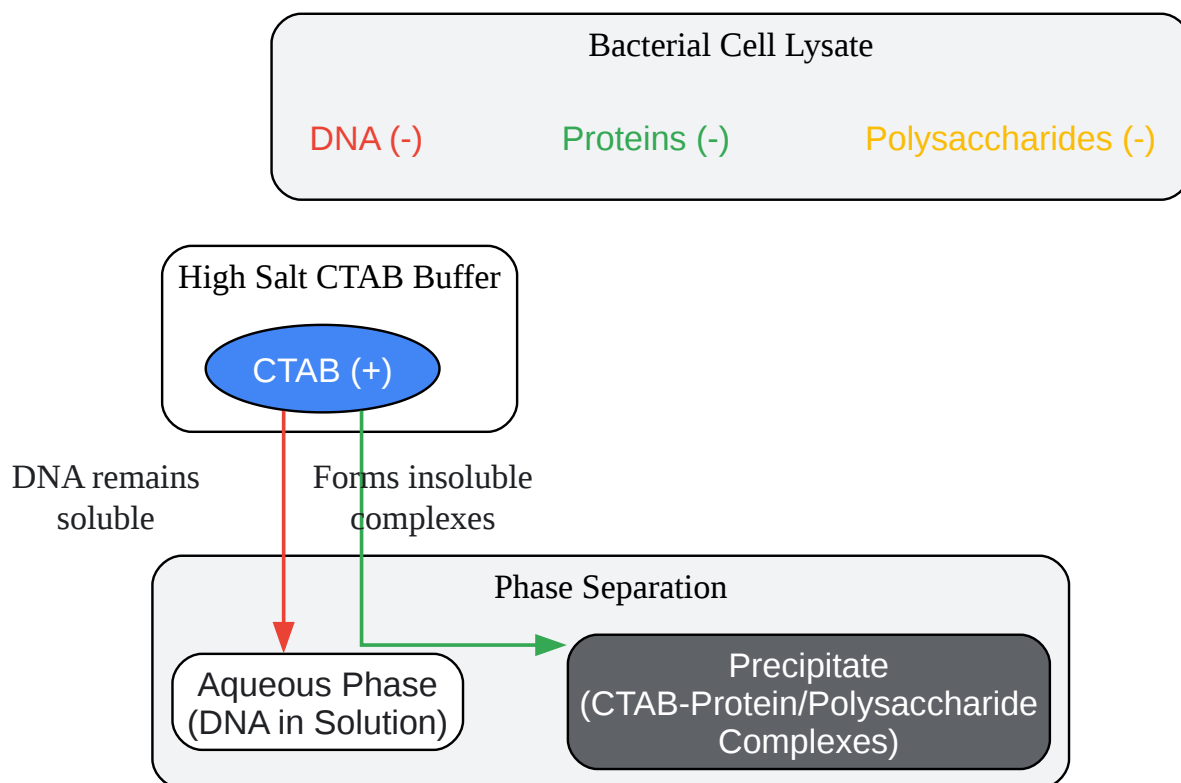 Bacterial Cell Lysate
DNA (-)
Proteins (-)
Polysaccharides (-)
High Salt CTAB Buffer
CTAB (+)
DNA remains
soluble
Forms insoluble
complexes
Phase Separation
Aqueous Phase
(DNA in Solution)
Precipitate
(CTAB-Protein/Polysaccharide
Complexes)